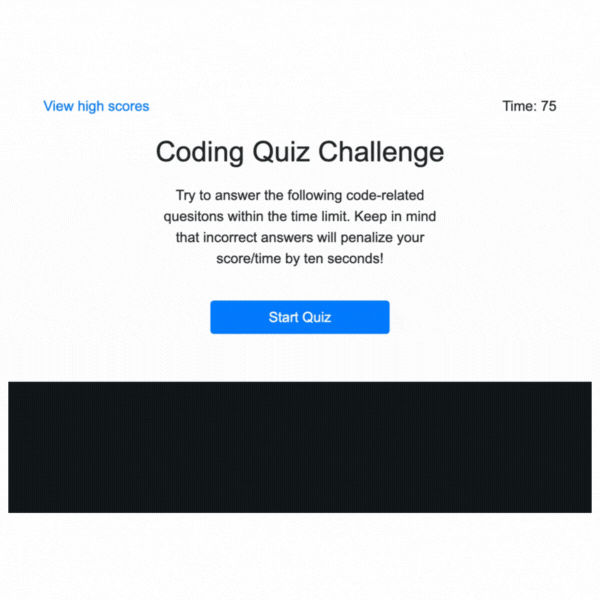 View high scores
Time: 75
Coding Quiz Challenge
Try to answer the following code-related
quesitons within the time limit. Keep in mind
that incorrect answers will penalize your
score/time by ten seconds!
Start Quiz